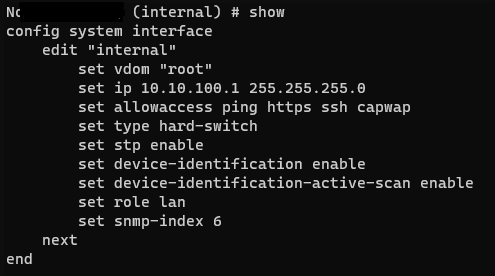 (internal) # show
config system interface
    edit "internal"
        set vdom "root"
        set ip 10.10.100.1 255.255.255.0
        set allowaccess ping https ssh capwap
        set type hard-switch
        set stp enable
        set device-identification enable
        set device-identification-active-scan enable
        set role lan
        set snmp-index 6
    next
end